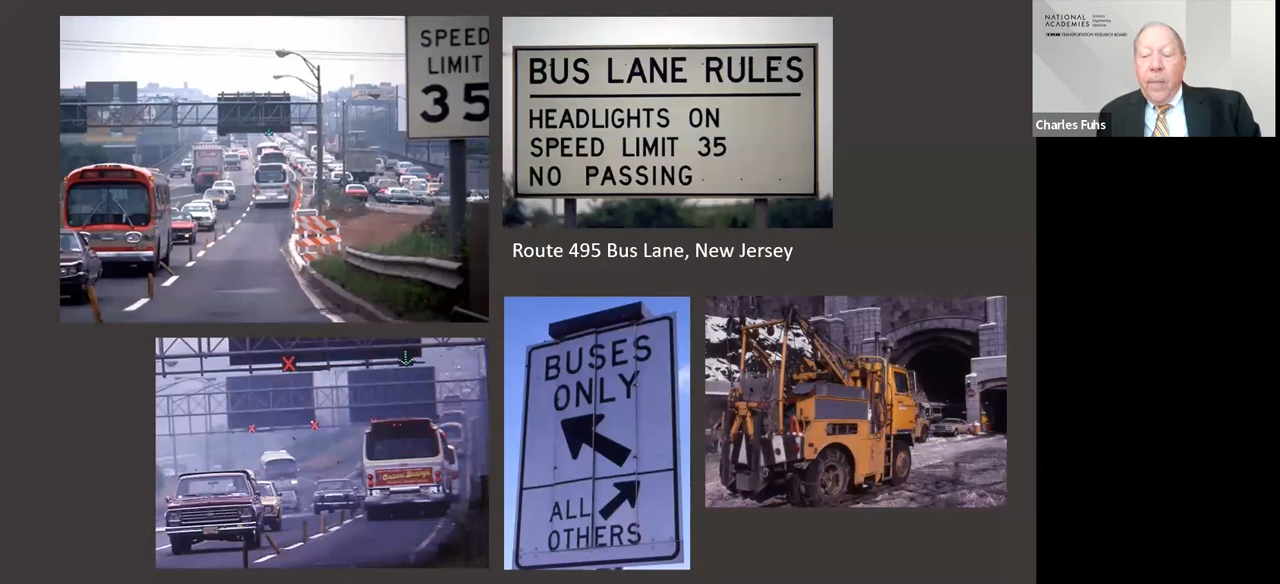 SPEED
LIMIT
35
BUS LANE RULES
HEADLIGHTS ON
SPEED LIMIT 35
NO PASSING
Route 495 Bus Lane, New Jersey
BUSES
ONLY
ALL
OTHERS
NATIONAL
ACADEMIES
Sciences
Engineering
Medicine
TRANSPORTATION RESEARCH BOARD
Charles Fuhs